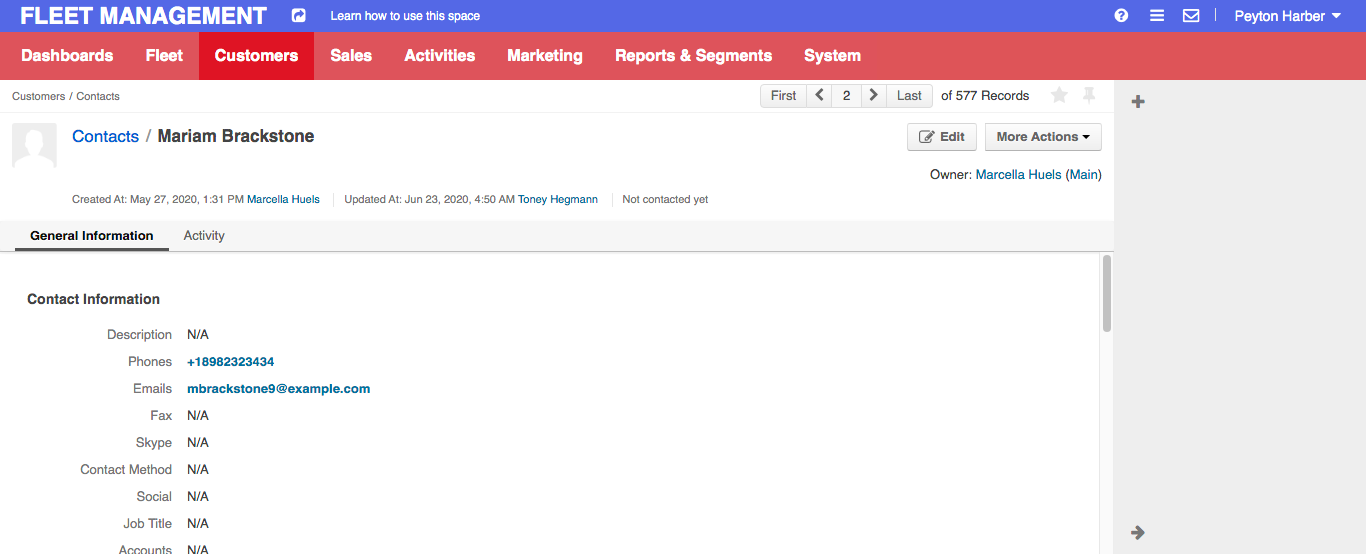 FLEET MANAGEMENT Learn how to use this space Peyton Harber
Dashboards Fleet Customers Sales Activities Marketing Reports & Segments System
Customers / Contacts First 2 Last of 577 Records
Contacts / Mariam Brackstone Edit More Actions
Owner: Marcella Huels (Main)
Created At: May 27, 2020, 1:31 PM Marcella Huels Updated At: Jun 23, 2020, 4:50 AM Toney Hegmann Not contacted yet
General Information Activity
Contact Information
Description N/A
Phones +18982323434
Emails mbrackstone9@example.com
Fax N/A
Skype N/A
Contact Method N/A
Social N/A
Job Title N/A
Accounts N/A